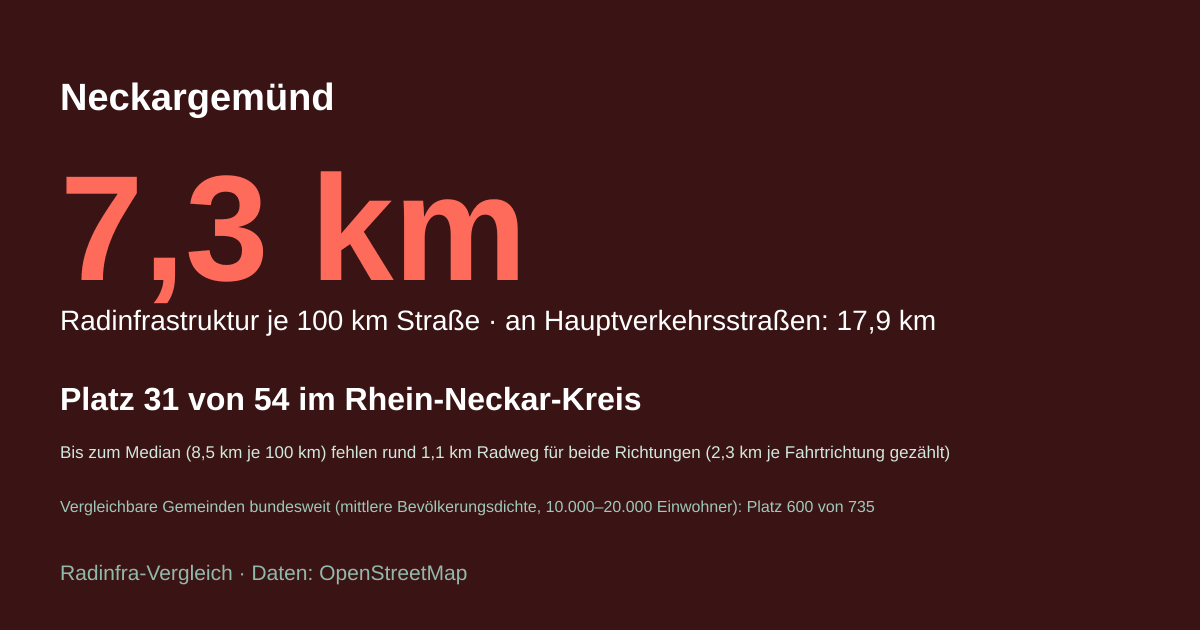 Neckargemünd
7,3 km
Radinfrastruktur je 100 km Straße · an Hauptverkehrsstraßen: 17,9 km
Platz 31 von 54 im Rhein-Neckar-Kreis
Bis zum Median (8,5 km je 100 km) fehlen rund 1,1 km Radweg für beide Richtungen (2,3 km je Fahrtrichtung gezählt)
Vergleichbare Gemeinden bundesweit (mittlere Bevölkerungsdichte, 10.000–20.000 Einwohner): Platz 600 von 735
Radinfra-Vergleich · Daten: OpenStreetMap